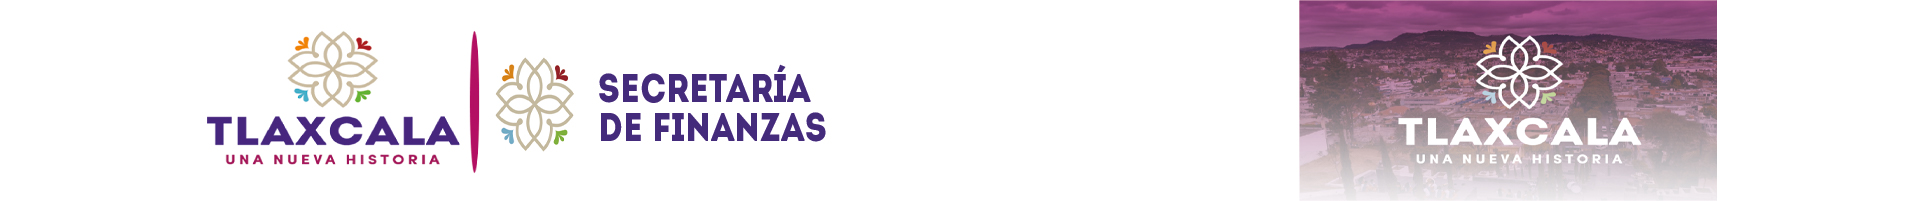 TLAXCALA
UNA NUEVA HISTORIA
SECRETARÍA
DE FINANZAS
TLAXCALA
UNA NUEVA HISTORIA